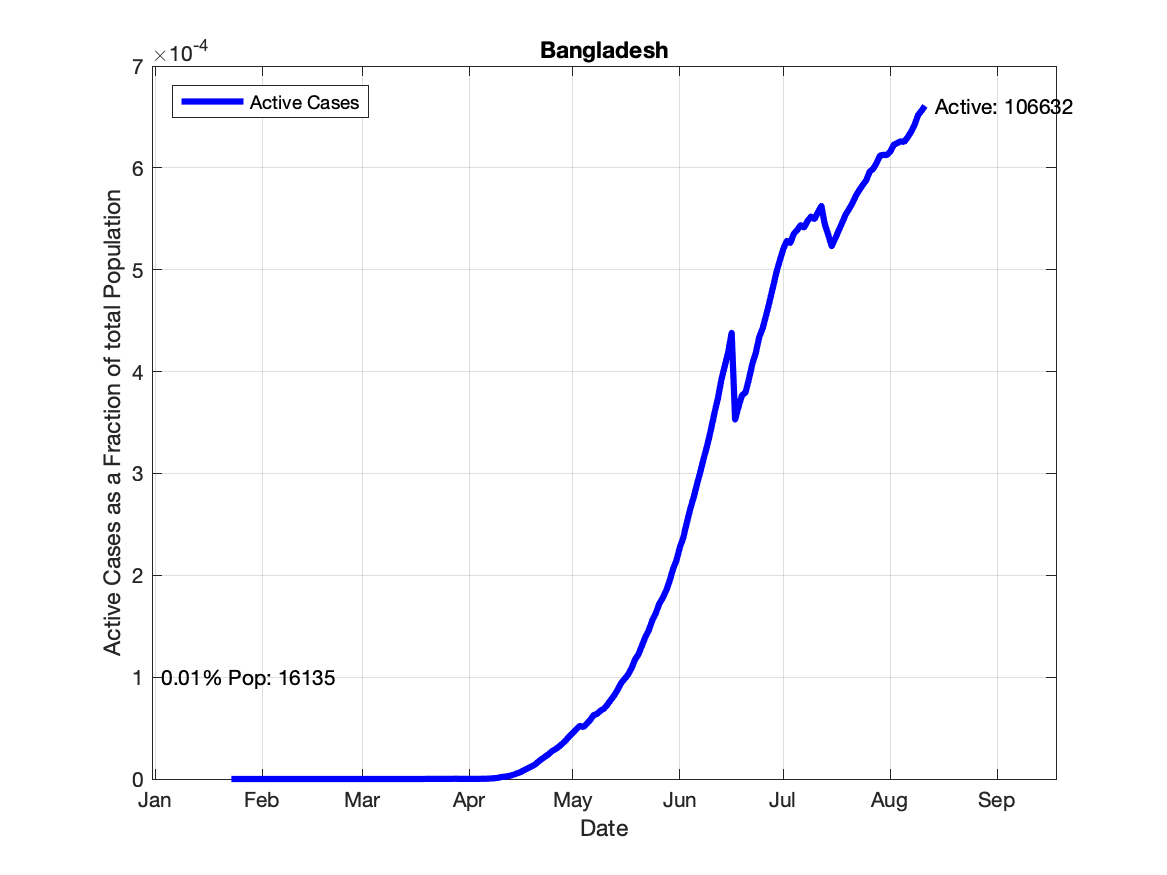 Bangladesh
×10-4
7
6
5
4
3
2
1
0
Active Cases as a Fraction of total Population
Active Cases
Active: 106632
0.01% Pop: 16135
Jan Feb Mar Apr May Jun Jul Aug Sep
Date